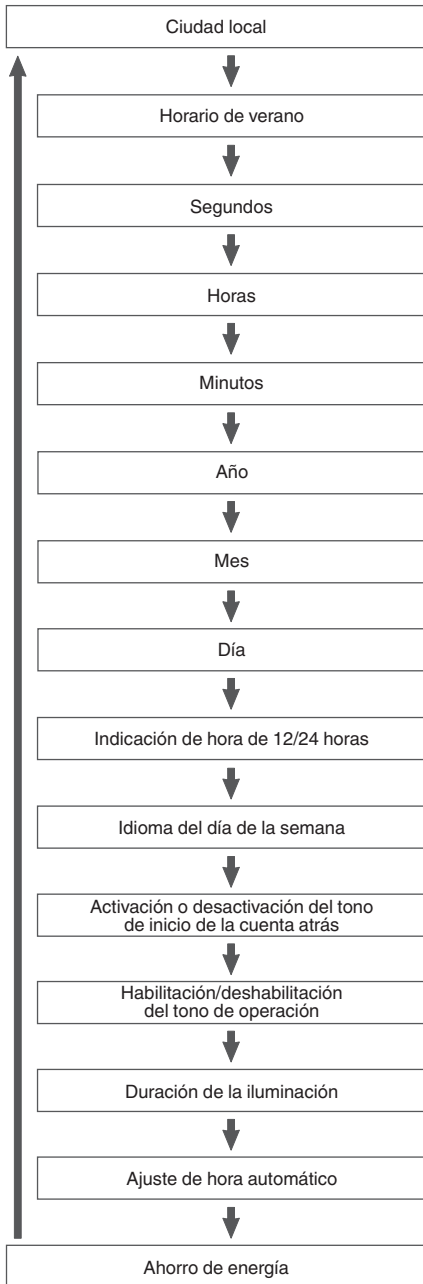 Ciudad local
Horario de verano
Segundos
Horas
Minutos
Año
Mes
Día
Indicación de hora de 12/24 horas
Idioma del día de la semana
Activación o desactivación del tono
de inicio de la cuenta atrás
Habilitación/deshabilitación
del tono de operación
Duración de la iluminación
Ajuste de hora automático
Ahorro de energía